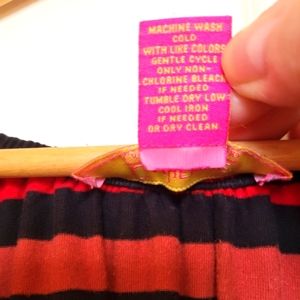 MACHINE WASH
COLD
WITH LIKE COLORS
GENTLE CYCLE
ONLY NON-
CHLORINE BLEACH
IF NEEDED
TUMBLE DRY LOW
COOL IRON
IF NEEDED
OR DRY CLEAN